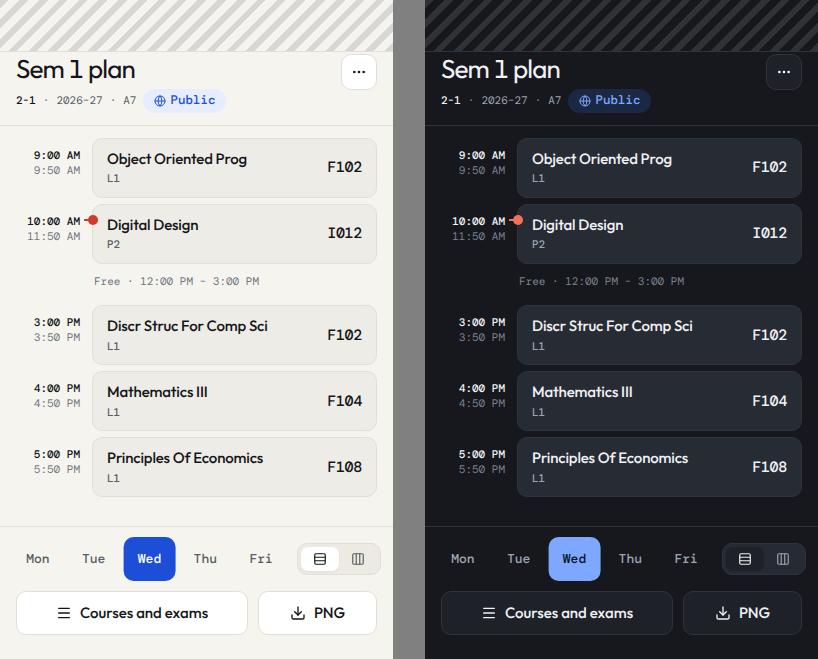 Sem 1 plan
...
2-1 · 2026-27 · A7 Public
9:00 AM Object Oriented Prog F102
9:50 AM L1
10:00 AM Digital Design I012
11:50 AM P2
Free · 12:00 PM – 3:00 PM
3:00 PM Discr Struc For Comp Sci F102
3:50 PM L1
4:00 PM Mathematics III F104
4:50 PM L1
5:00 PM Principles Of Economics F108
5:50 PM L1
Mon Tue Wed Thu Fri
Courses and exams PNG
Sem 1 plan
...
2-1 · 2026-27 · A7 Public
9:00 AM Object Oriented Prog F102
9:50 AM L1
10:00 AM Digital Design I012
11:50 AM P2
Free · 12:00 PM – 3:00 PM
3:00 PM Discr Struc For Comp Sci F102
3:50 PM L1
4:00 PM Mathematics III F104
4:50 PM L1
5:00 PM Principles Of Economics F108
5:50 PM L1
Mon Tue Wed Thu Fri
Courses and exams PNG